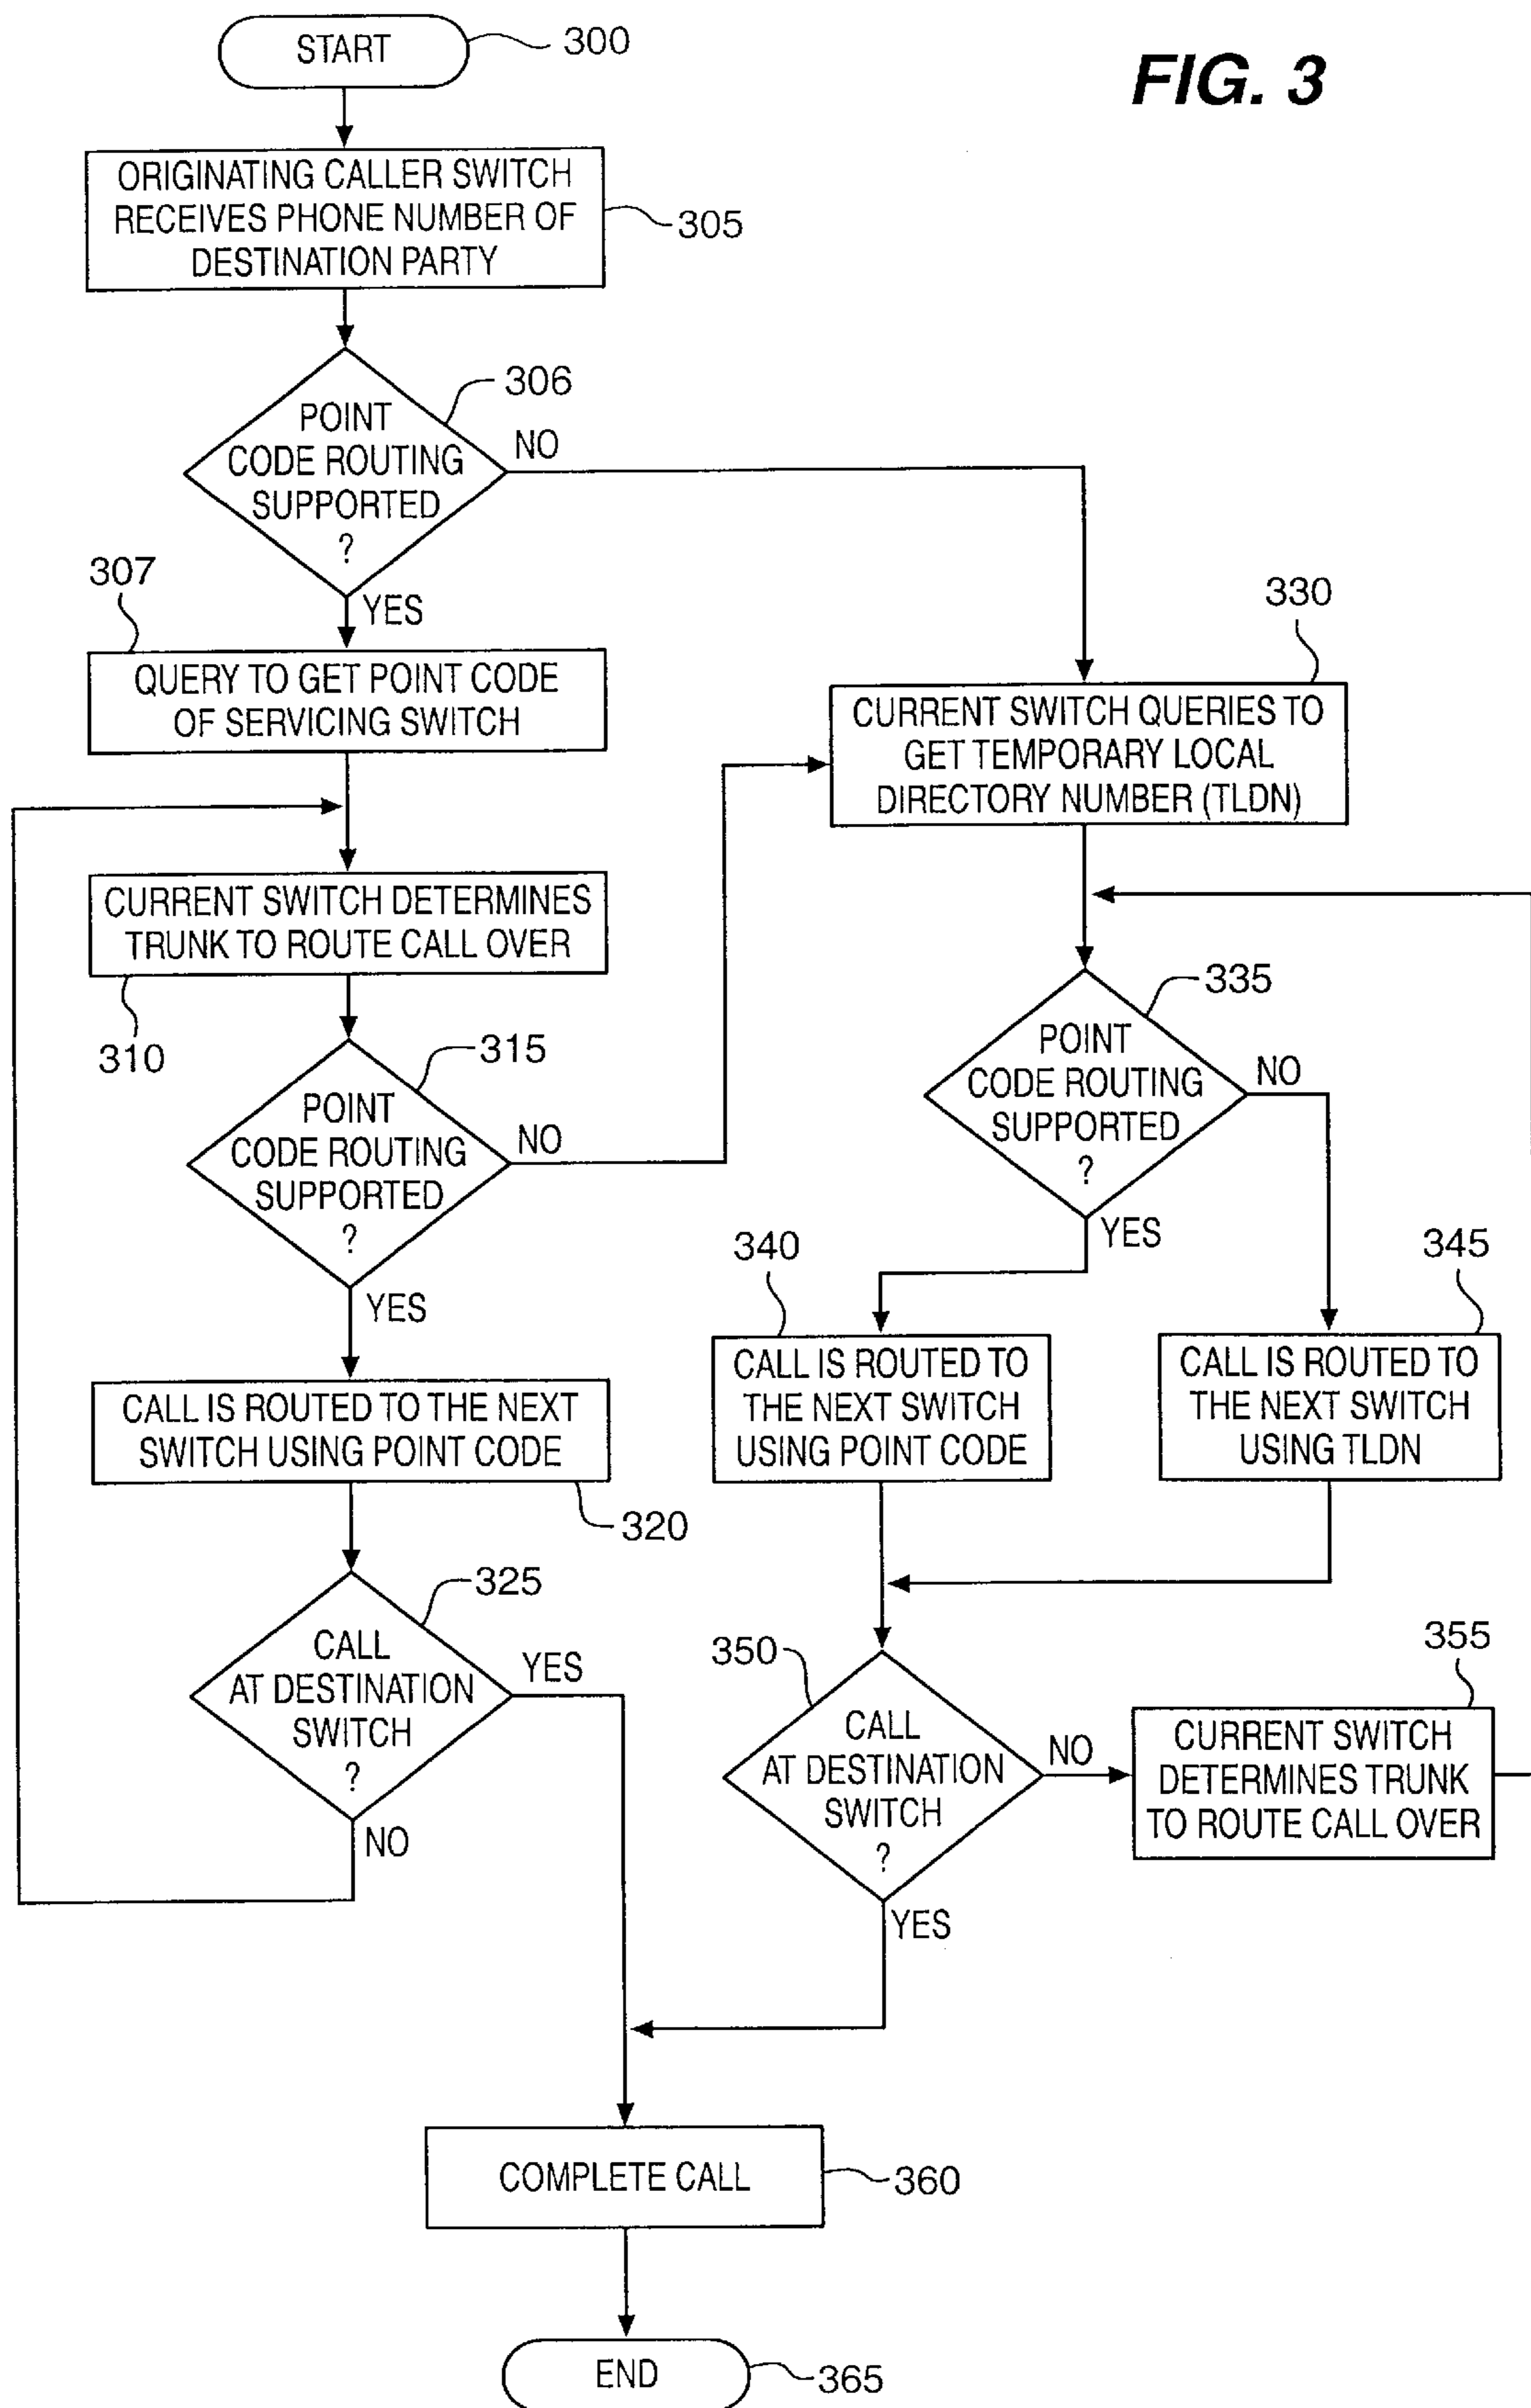 FIG. 3
START
300
ORIGINATING CALLER SWITCH
RECEIVES PHONE NUMBER OF
DESTINATION PARTY
305
306
POINT
CODE ROUTING
SUPPORTED
?
NO
YES
307
QUERY TO GET POINT CODE
OF SERVICING SWITCH
CURRENT SWITCH DETERMINES
TRUNK TO ROUTE CALL OVER
310
315
POINT
CODE ROUTING
SUPPORTED
?
NO
YES
CALL IS ROUTED TO THE NEXT
SWITCH USING POINT CODE
320
325
CALL
AT DESTINATION
SWITCH
?
YES
NO
330
CURRENT SWITCH QUERIES TO
GET TEMPORARY LOCAL
DIRECTORY NUMBER (TLDN)
335
POINT
CODE ROUTING
SUPPORTED
?
NO
YES
340
CALL IS ROUTED TO
THE NEXT SWITCH
USING POINT CODE
345
CALL IS ROUTED TO
THE NEXT SWITCH
USING TLDN
350
CALL
AT DESTINATION
SWITCH
?
NO
YES
355
CURRENT SWITCH
DETERMINES TRUNK
TO ROUTE CALL OVER
COMPLETE CALL
360
END
365